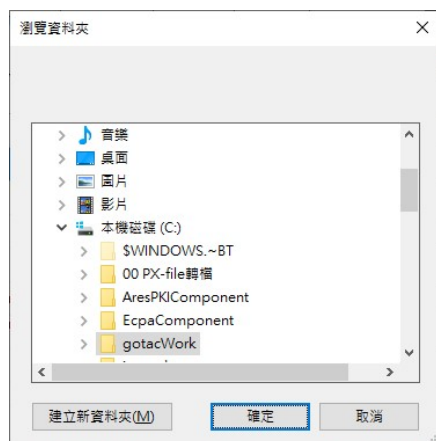 瀏覽資料夾
音樂
桌面
圖片
影片
本機磁碟 (C:)
$WINDOWS.~BT
00 PX-file轉檔
AresPKIComponent
EcpaComponent
gotacWork
建立新資料夾(M)
確定
取消